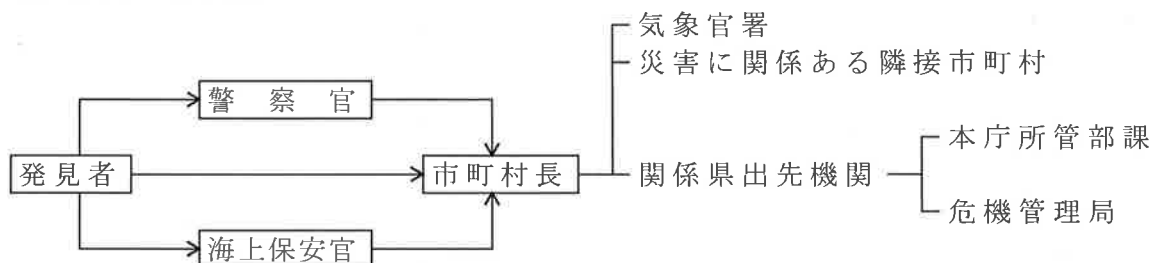 気象官署
災害に関係ある隣接市町村
警察官
本庁所管部課
発見者
市町村長
関係県出先機関
危機管理局
海上保安官